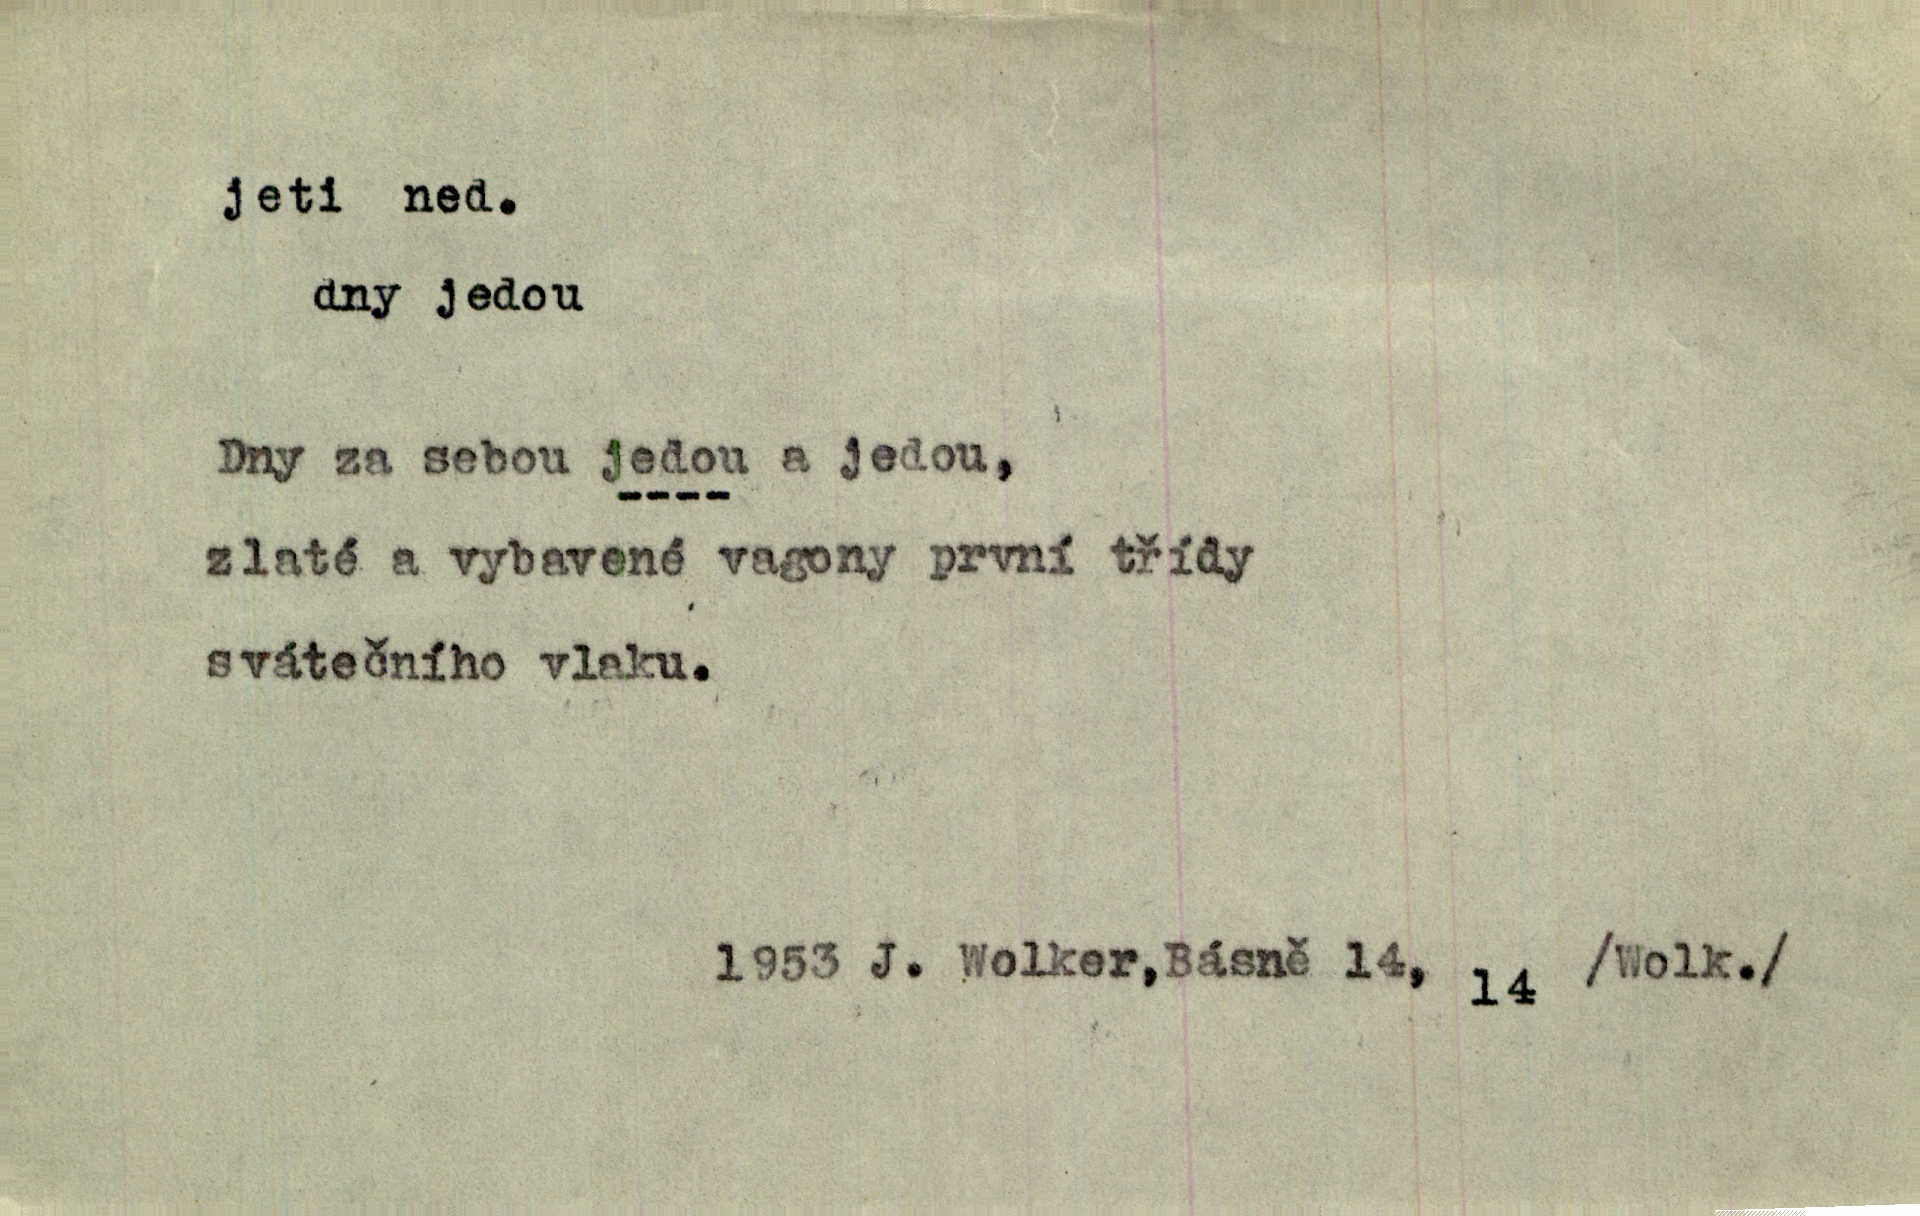 jeti ned.
dny jedou
Dny za sebou jedou a jedou,
zlaté a vybavené vagony první třídy
svátečního vlaku.
1953 J. Wolker,Básně 14, 14 /Wolk./